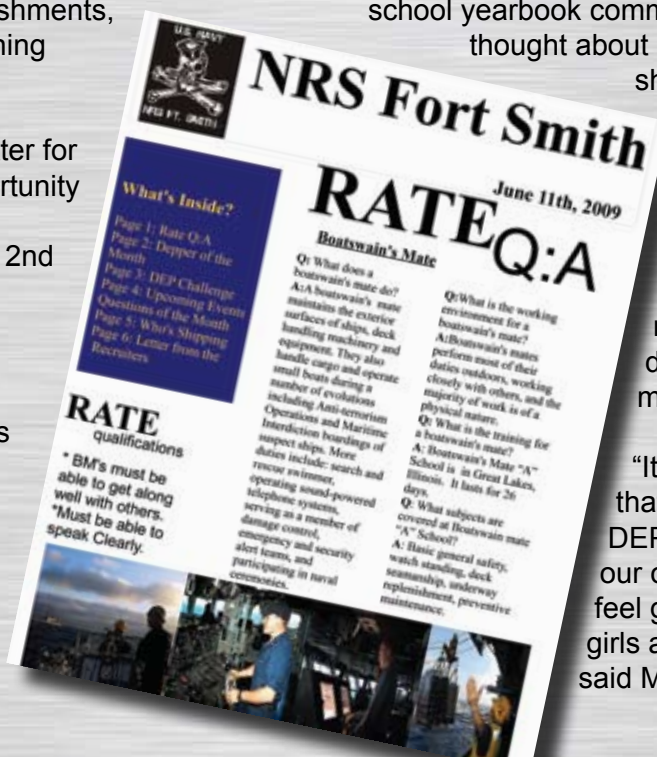 shments,
ning
ter for
rtunity
2nd
s
school yearbook comm
thought about
sh
r
d
m
“It
tha
DEP
our c
feel g
girls a
said M
U.S. NAVY
NRS FT. SMITH
NRS Fort Smith
June 11th, 2009
What's Inside?
Page 1: Rate Q:A
Page 2: Depper of the
Month
Page 3: DEP Challenge
Page 4: Upcoming Events
Questions of the Month
Page 5: Who's Shipping
Page 6: Letter from the
Recruiters
RATE
qualifications
* BM's must be
able to get along
well with others.
*Must be able to
speak Clearly.
RATE Q:A
Boatswain's Mate
Q: What does a
boatswain's mate do?
A:A boatswain's mate
maintains the exterior
surfaces of ships, deck
handling machinery and
equipment. They also
handle cargo and operate
small boats during a
number of evolutions
including Anti-terrorism
Operations and Maritime
Interdiction boardings of
suspect ships. More
duties include: search and
rescue swimmer,
operating sound-powered
telephone systems,
serving as a member of
damage control,
emergency and security
alert teams, and
participating in naval
ceremonies.
Q:What is the working
environment for a
boatswain's mate?
A:Boatswain's mates
perform most of their
duties outdoors, working
closely with others, and the
majority of work is of a
physical nature.
Q: What is the training for
a boatswain's mate?
A: Boatswain's Mate "A"
School is in Great Lakes,
Illinois. It lasts for 26
days.
Q: What subjects are
covered at Boatswain mate
"A" School?
A: Basic general safety,
watch standing, deck
seamanship, underway
replenishment, preventive
maintenance.